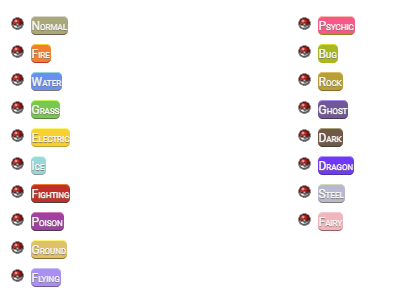 Normal
Fire
Water
Grass
Electric
Ice
Fighting
Poison
Ground
Flying
Psychic
Bug
Rock
Ghost
Dark
Dragon
Steel
Fairy